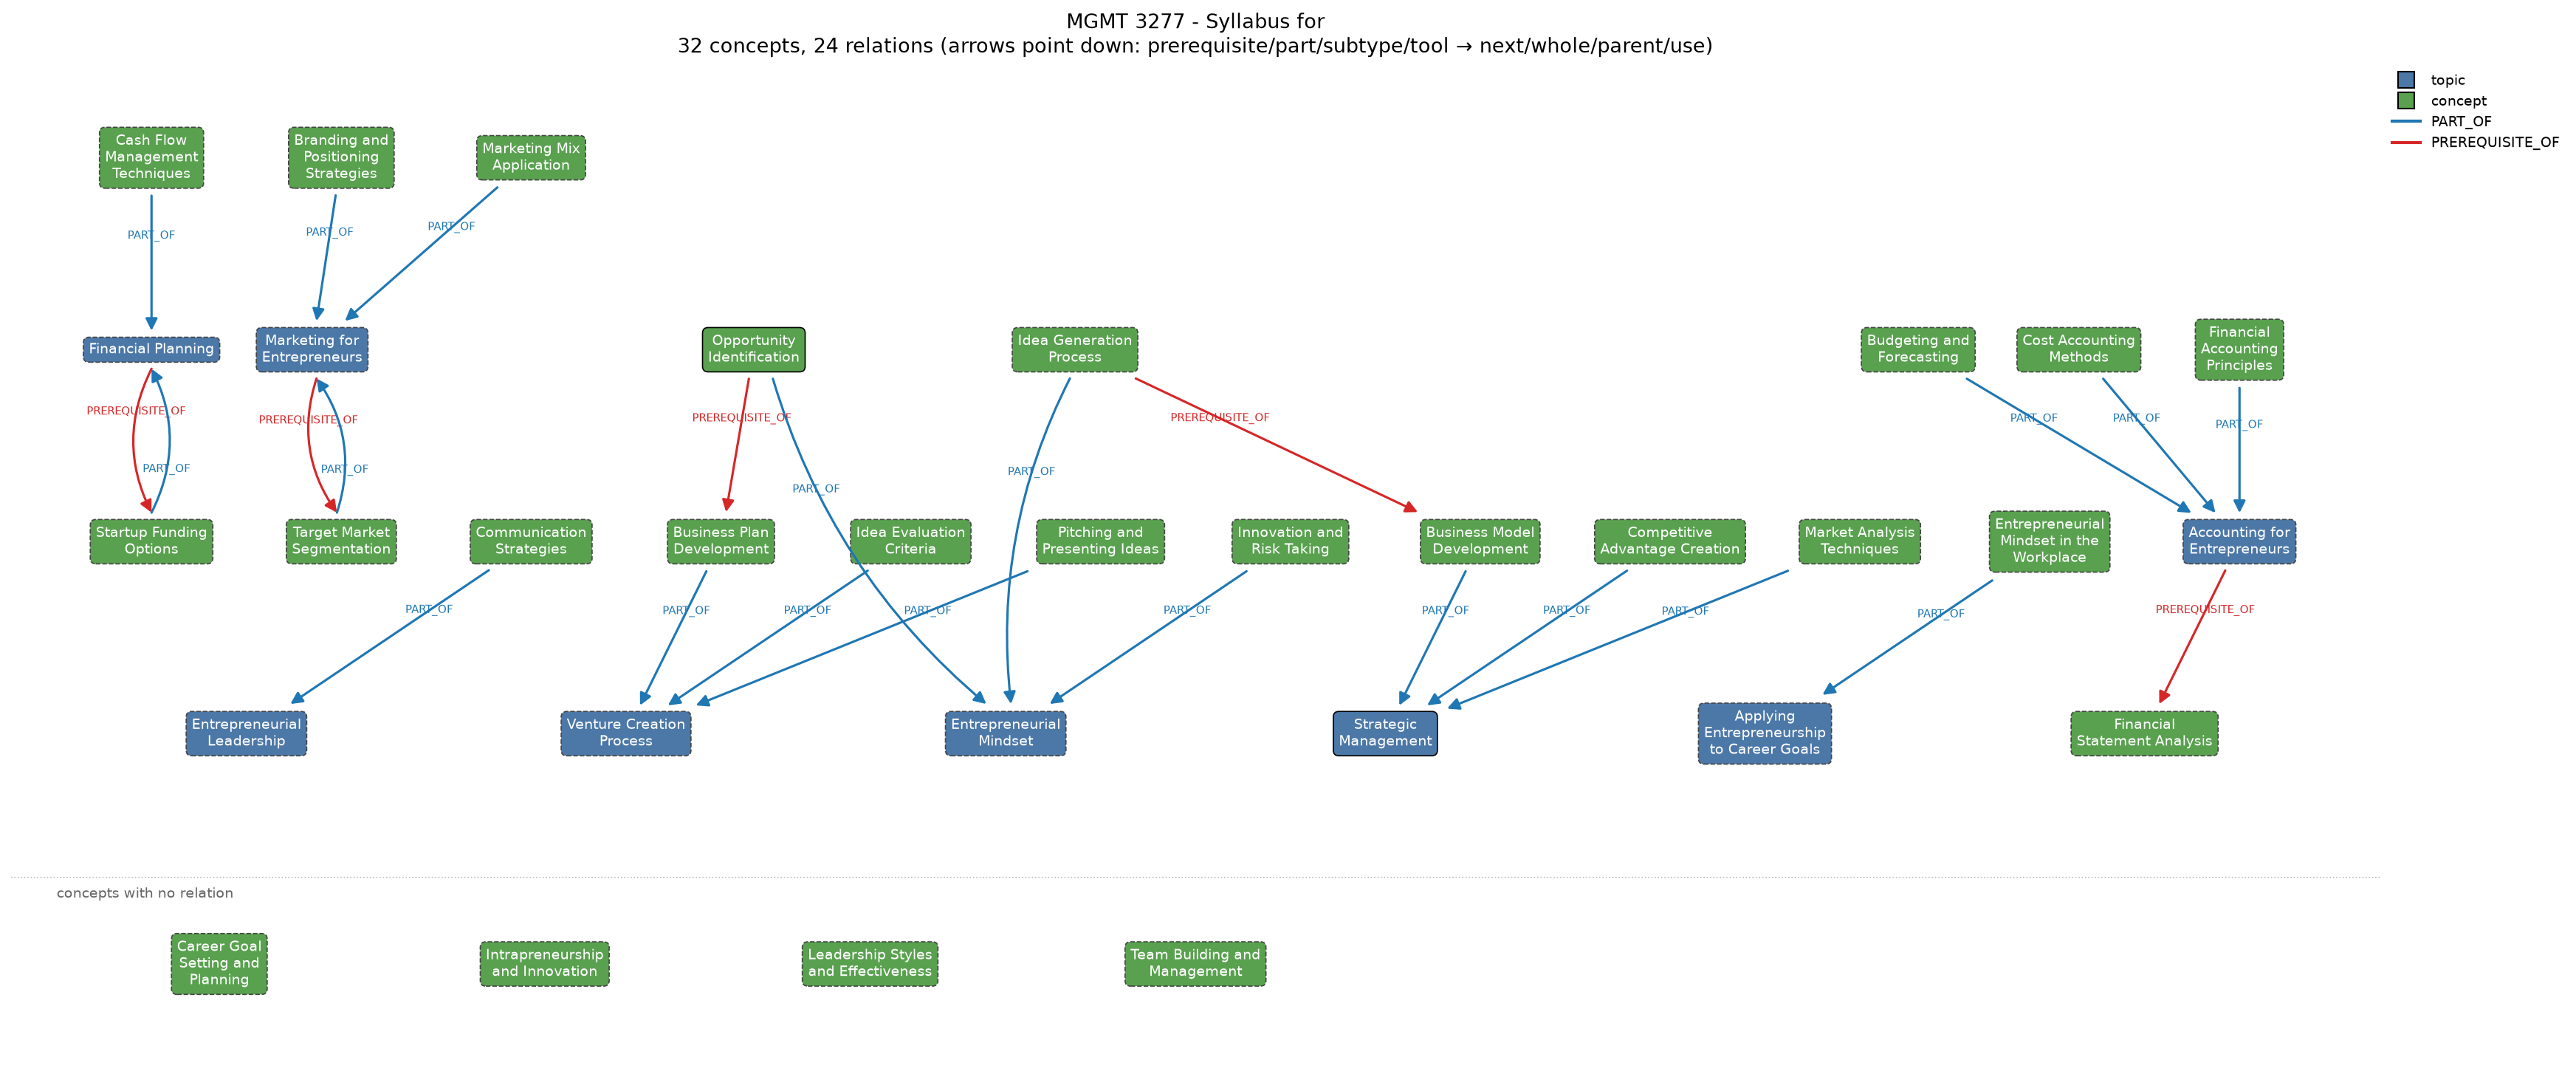 MGMT 3277 - Syllabus for
32 concepts, 24 relations (arrows point down: prerequisite/part/subtype/tool → next/whole/parent/use)
topic
concept
PART_OF
PREREQUISITE_OF
Cash Flow
Management
Techniques
Branding and
Positioning
Strategies
Marketing Mix
Application
PART_OF
PART_OF
PART_OF
Financial Planning
Marketing for
Entrepreneurs
Opportunity
Identification
Idea Generation
Process
Budgeting and
Forecasting
Cost Accounting
Methods
Financial
Accounting
Principles
PREREQUISITE_OF
PREREQUISITE_OF
PREREQUISITE_OF
PREREQUISITE_OF
PART_OF
PART_OF
PART_OF
PART_OF
PART_OF
PART_OF
PART_OF
Startup Funding
Options
Target Market
Segmentation
Communication
Strategies
Business Plan
Development
Idea Evaluation
Criteria
Pitching and
Presenting Ideas
Innovation and
Risk Taking
Business Model
Development
Competitive
Advantage Creation
Market Analysis
Techniques
Entrepreneurial
Mindset in the
Workplace
Accounting for
Entrepreneurs
PART_OF
PART_OF
PART_OF
PART_OF
PART_OF
PART_OF
PART_OF
PART_OF
PART_OF
PREREQUISITE_OF
Entrepreneurial
Leadership
Venture Creation
Process
Entrepreneurial
Mindset
Strategic
Management
Applying
Entrepreneurship
to Career Goals
Financial
Statement Analysis
concepts with no relation
Career Goal
Setting and
Planning
Intrapreneurship
and Innovation
Leadership Styles
and Effectiveness
Team Building and
Management